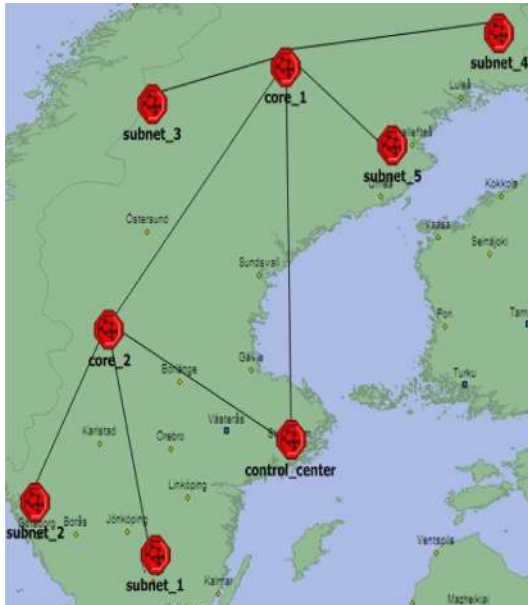 subnet_4
core_1
Luleå
subnet_3
subnet_5
Kokkola
Östersund
Vaasa
Seinäjoki
Sundsvall
Pori
core_2
Gävle
Borlänge
Turku
Västerås
Karlstad
Örebro
control_center
Linköping
subnet_2
Borås
Jönköping
Ventspils
subnet_1
Kalmar
Mazheikiai